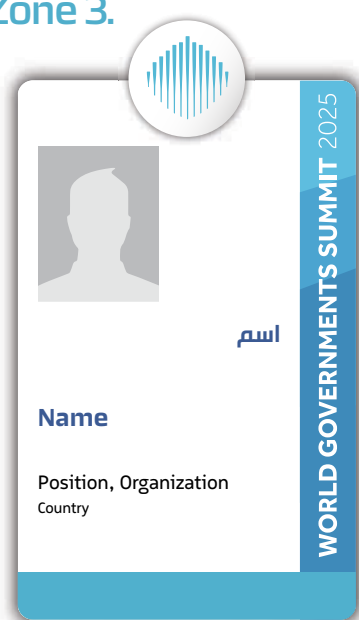 Zone 3.
اسم
Name
Position, Organization
Country
WORLD GOVERNMENTS SUMMIT 2025